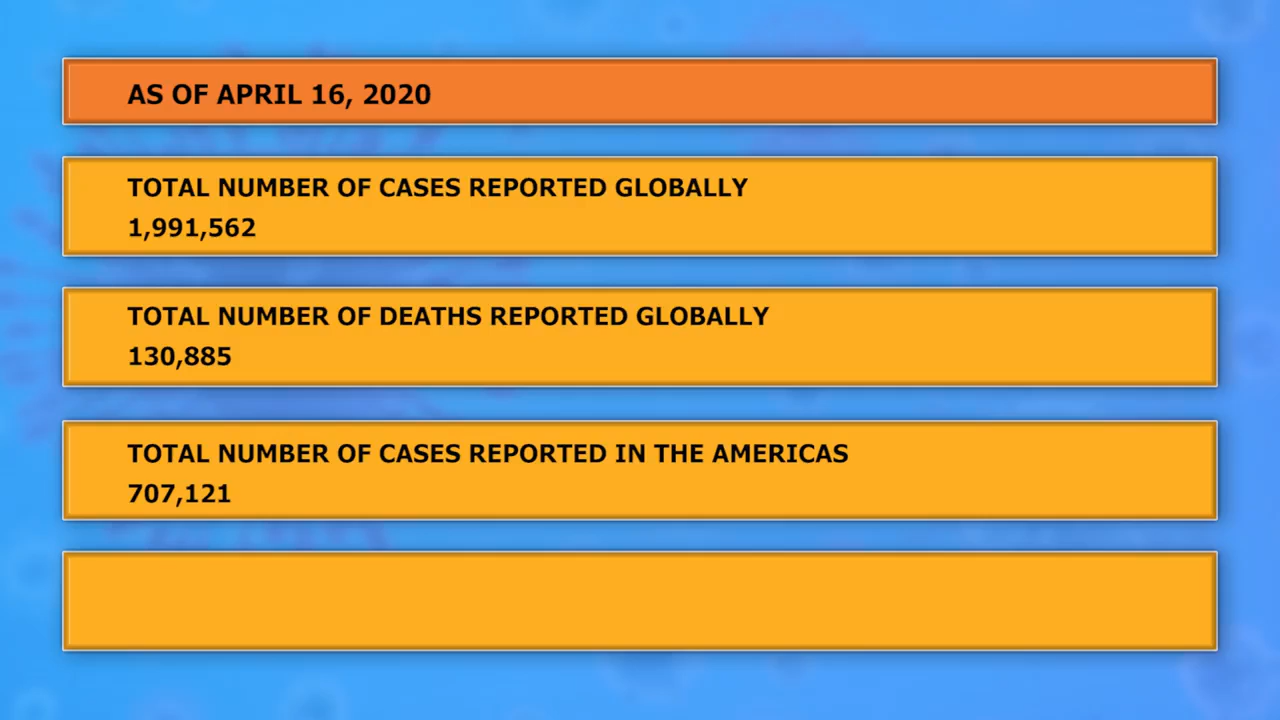 AS OF APRIL 16, 2020
TOTAL NUMBER OF CASES REPORTED GLOBALLY
1,991,562
TOTAL NUMBER OF DEATHS REPORTED GLOBALLY
130,885
TOTAL NUMBER OF CASES REPORTED IN THE AMERICAS
707,121